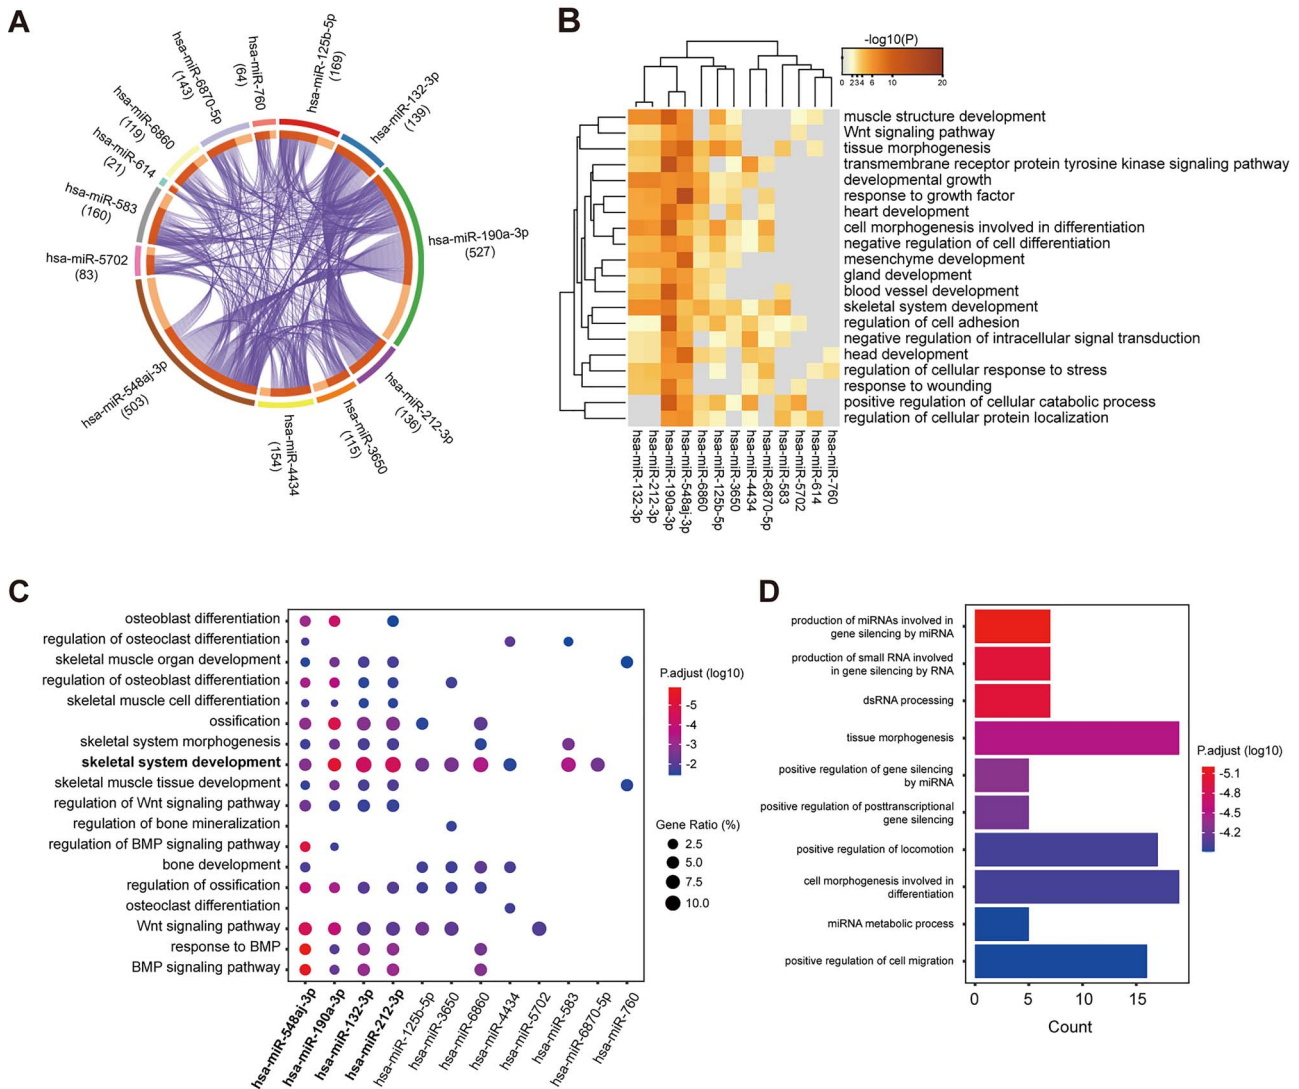 A
hsa-miR-125b-5p
(169)
hsa-miR-132-3p
(139)
hsa-miR-190a-3p
(527)
hsa-miR-212-3p
(136)
hsa-miR-3650
(115)
hsa-miR-4434
(154)
hsa-miR-548aj-3p
(503)
hsa-miR-5702
(83)
hsa-miR-583
(160)
hsa-miR-614
(21)
hsa-miR-6860
(119)
hsa-miR-6870-5p
(143)
hsa-miR-760
(64)
B
-log10(P)
0 2 3 4 6 10 20
muscle structure development
Wnt signaling pathway
tissue morphogenesis
transmembrane receptor protein tyrosine kinase signaling pathway
developmental growth
response to growth factor
heart development
cell morphogenesis involved in differentiation
negative regulation of cell differentiation
mesenchyme development
gland development
blood vessel development
skeletal system development
regulation of cell adhesion
negative regulation of intracellular signal transduction
head development
regulation of cellular response to stress
response to wounding
positive regulation of cellular catabolic process
regulation of cellular protein localization
hsa-miR-132-3p
hsa-miR-212-3p
hsa-miR-190a-3p
hsa-miR-548aj-3p
hsa-miR-6860
hsa-miR-125b-5p
hsa-miR-3650
hsa-miR-4434
hsa-miR-6870-5p
hsa-miR-583
hsa-miR-5702
hsa-miR-614
hsa-miR-760
C
osteoblast differentiation
regulation of osteoclast differentiation
skeletal muscle organ development
regulation of osteoblast differentiation
skeletal muscle cell differentiation
ossification
skeletal system morphogenesis
skeletal system development
skeletal muscle tissue development
regulation of Wnt signaling pathway
regulation of bone mineralization
regulation of BMP signaling pathway
bone development
regulation of ossification
osteoclast differentiation
Wnt signaling pathway
response to BMP
BMP signaling pathway
hsa-miR-548aj-3p
hsa-miR-190a-3p
hsa-miR-132-3p
hsa-miR-212-3p
hsa-miR-125b-5p
hsa-miR-3650
hsa-miR-6860
hsa-miR-4434
hsa-miR-5702
hsa-miR-583
hsa-miR-6870-5p
hsa-miR-760
P.adjust (log10)
-5
-4
-3
-2
Gene Ratio (%)
2.5
5.0
7.5
10.0
D
production of miRNAs involved in
gene silencing by miRNA
production of small RNA involved
in gene silencing by RNA
dsRNA processing
tissue morphogenesis
positive regulation of gene silencing
by miRNA
positive regulation of posttranscriptional
gene silencing
positive regulation of locomotion
cell morphogenesis involved in
differentiation
miRNA metabolic process
positive regulation of cell migration
0 5 10 15
Count
P.adjust (log10)
-5.1
-4.8
-4.5
-4.2